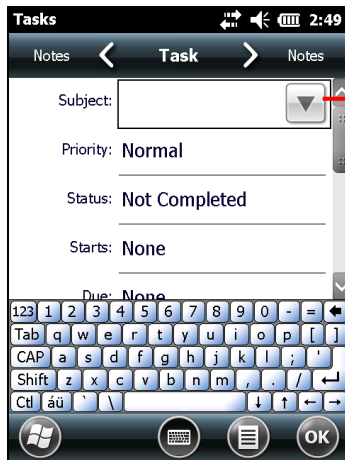 Tasks 2:49
Notes Task Notes
Subject:
Priority: Normal
Status: Not Completed
Starts: None
Due: None
123 1 2 3 4 5 6 7 8 9 0 - =
Tab q w e r t y u i o p [ ]
CAP a s d f g h j k l ; '
Shift z x c v b n m , . /
Ctl áü ` \
OK